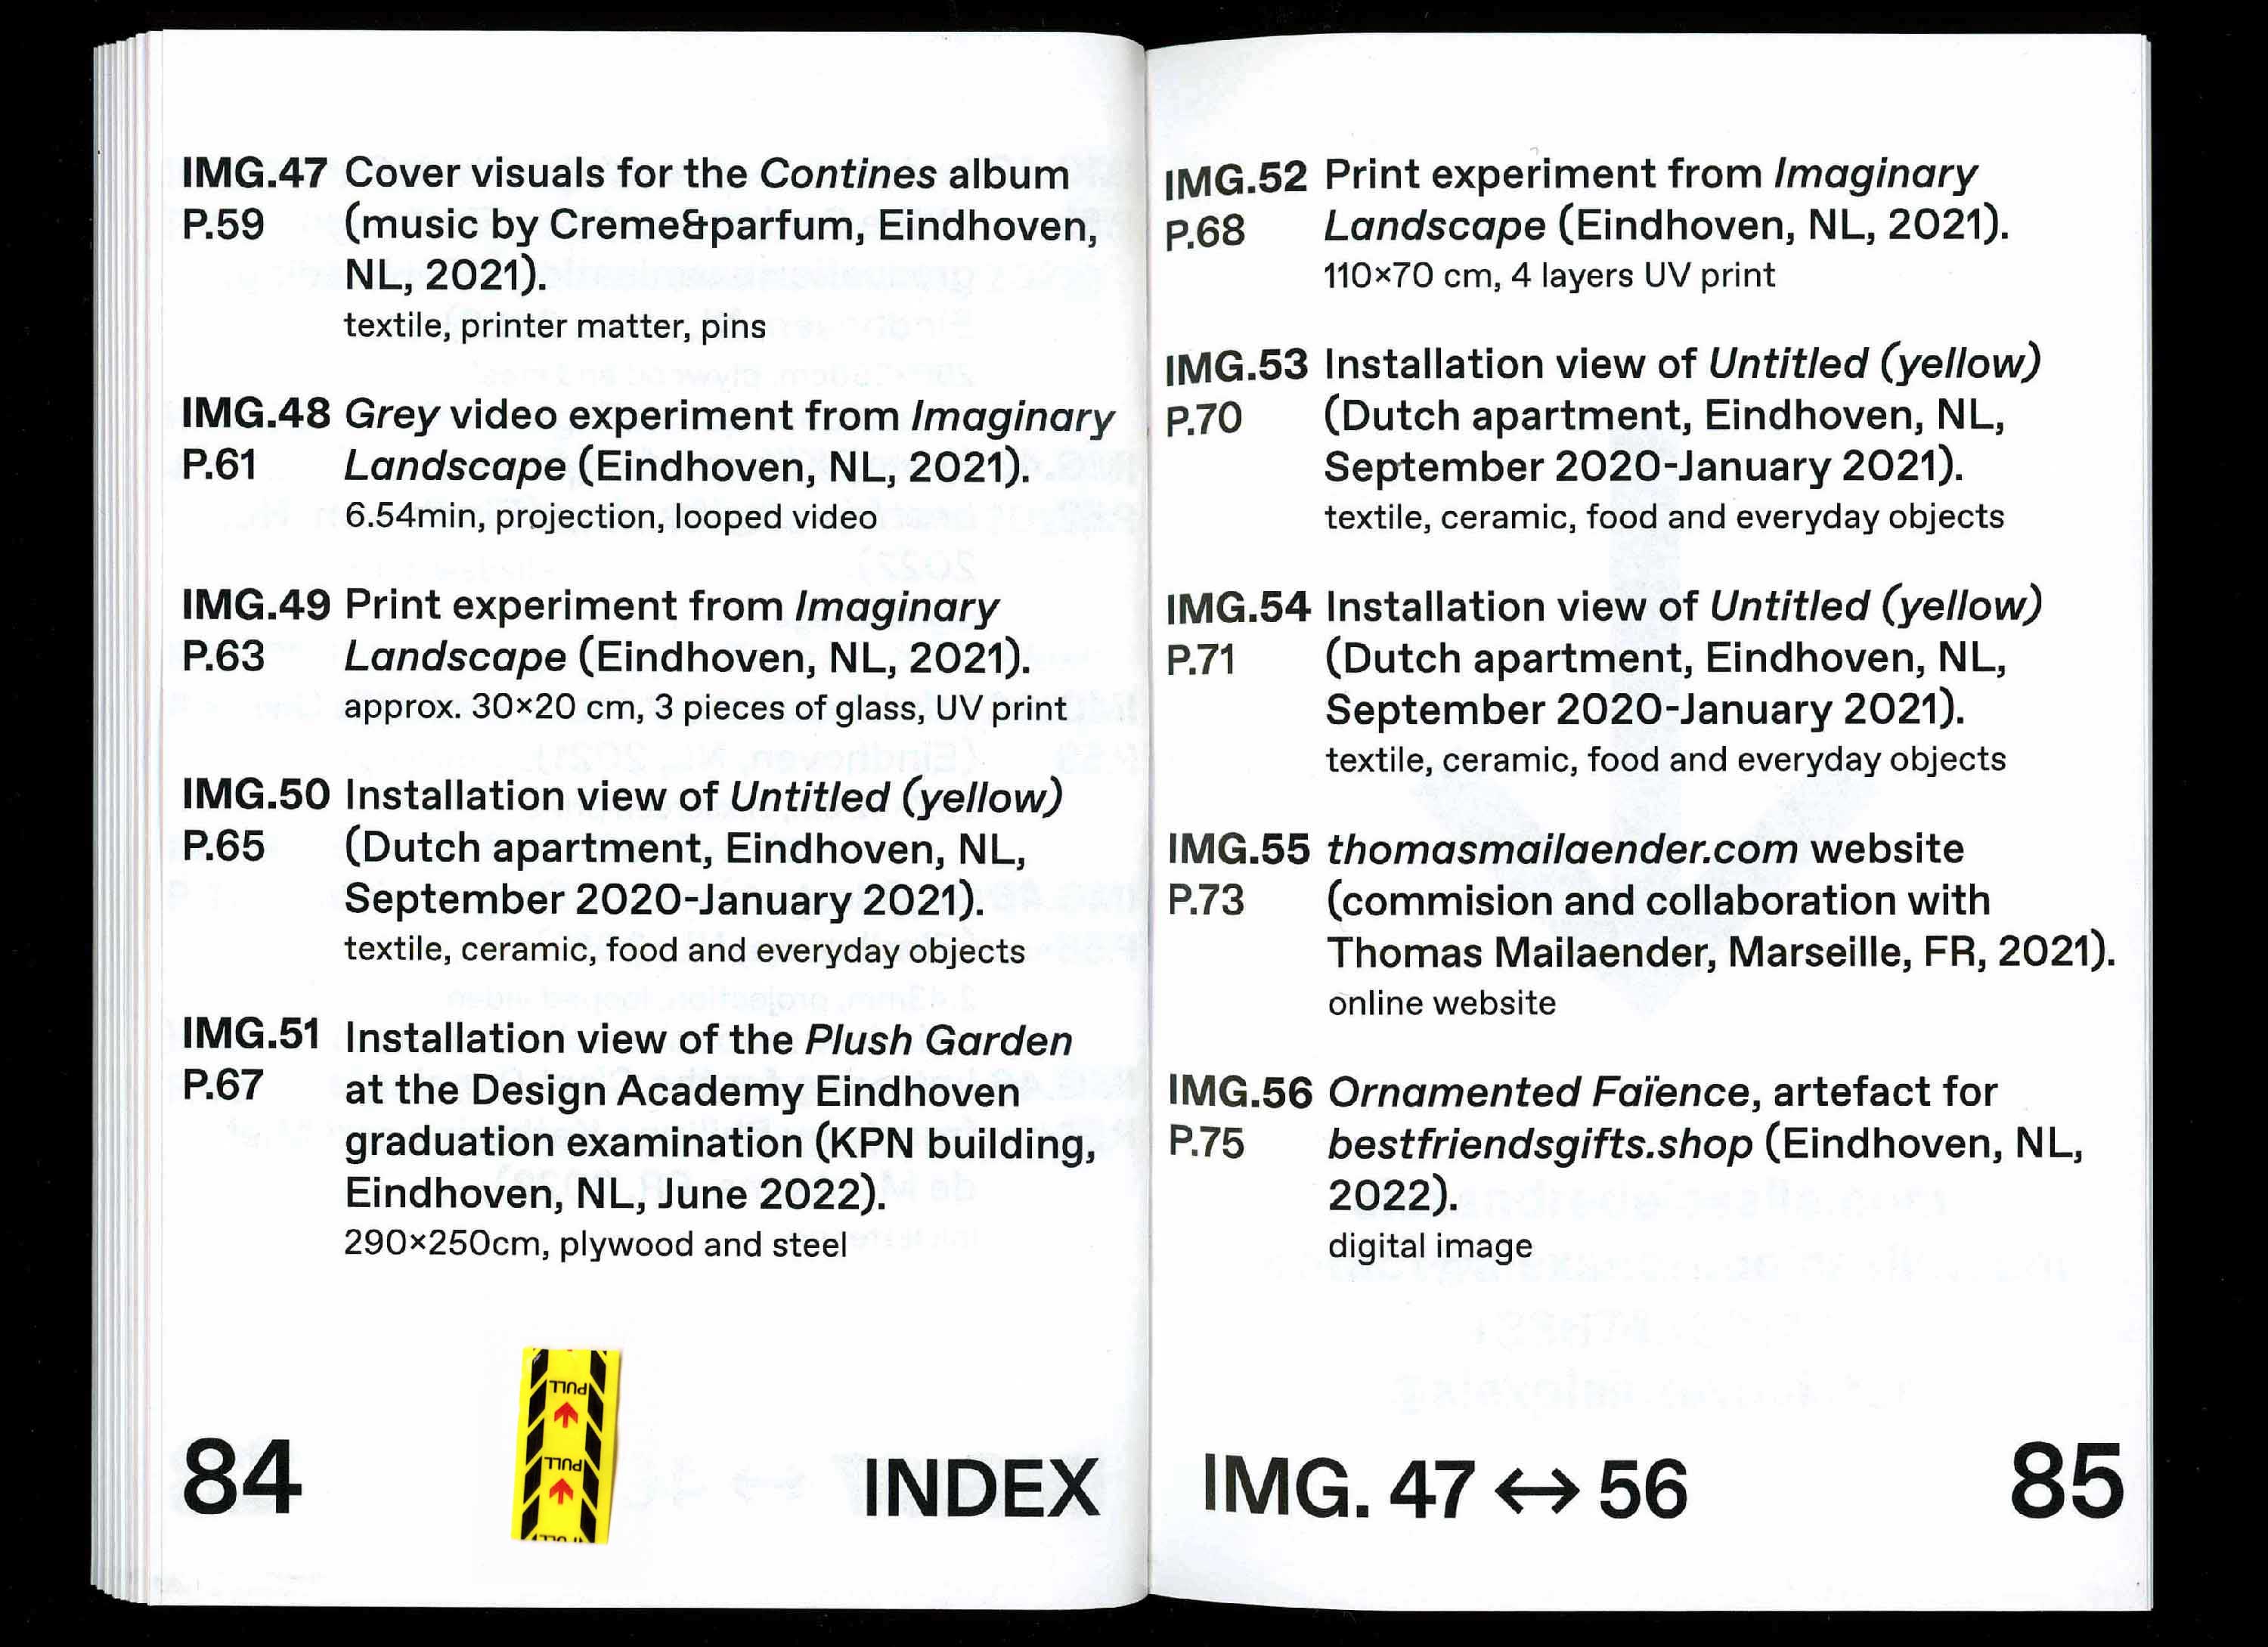 IMG.47 Cover visuals for the Contines album
P.59 (music by Creme&parfum, Eindhoven,
NL, 2021).
textile, printer matter, pins
IMG.48 Grey video experiment from Imaginary
P.61 Landscape (Eindhoven, NL, 2021).
6.54min, projection, looped video
IMG.49 Print experiment from Imaginary
P.63 Landscape (Eindhoven, NL, 2021).
approx. 30×20 cm, 3 pieces of glass, UV print
IMG.50 Installation view of Untitled (yellow)
P.65 (Dutch apartment, Eindhoven, NL,
September 2020-January 2021).
textile, ceramic, food and everyday objects
IMG.51 Installation view of the Plush Garden
P.67 at the Design Academy Eindhoven
graduation examination (KPN building,
Eindhoven, NL, June 2022).
290×250cm, plywood and steel
PULL
PULL
84 INDEX
IMG.52 Print experiment from Imaginary
P.68 Landscape (Eindhoven, NL, 2021).
110×70 cm, 4 layers UV print
IMG.53 Installation view of Untitled (yellow)
P.70 (Dutch apartment, Eindhoven, NL,
September 2020-January 2021).
textile, ceramic, food and everyday objects
IMG.54 Installation view of Untitled (yellow)
P.71 (Dutch apartment, Eindhoven, NL,
September 2020-January 2021).
textile, ceramic, food and everyday objects
IMG.55 thomasmailaender.com website
P.73 (commision and collaboration with
Thomas Mailaender, Marseille, FR, 2021).
online website
IMG.56 Ornamented Faïence, artefact for
P.75 bestfriendsgifts.shop (Eindhoven, NL,
2022).
digital image
IMG. 47 ↔ 56 85